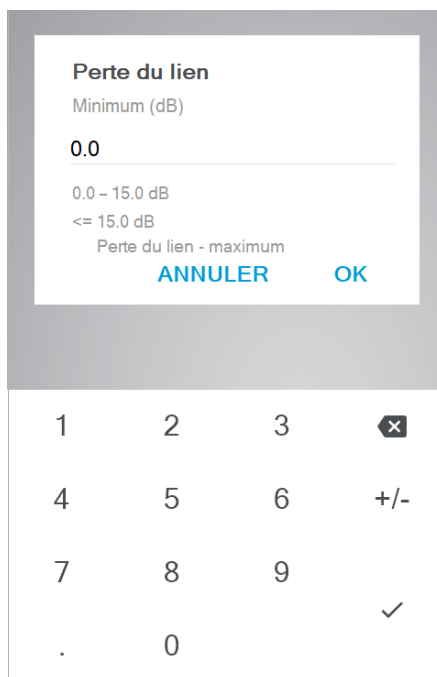 Perte du lien
Minimum (dB)
0.0
0.0 – 15.0 dB
<= 15.0 dB
Perte du lien - maximum
ANNULER OK
1 2 3
4 5 6 +/-
7 8 9
. 0